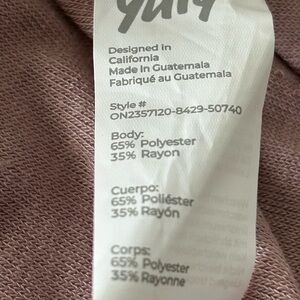 Designed in
California
Made In Guatemala
Fabriqué au Guatemala
Style #
ON2357120-8429-50740
Body:
65% Polyester
35% Rayon
Cuerpo:
65% Poliéster
35% Rayón
Corps:
65% Polyester
35% Rayonne